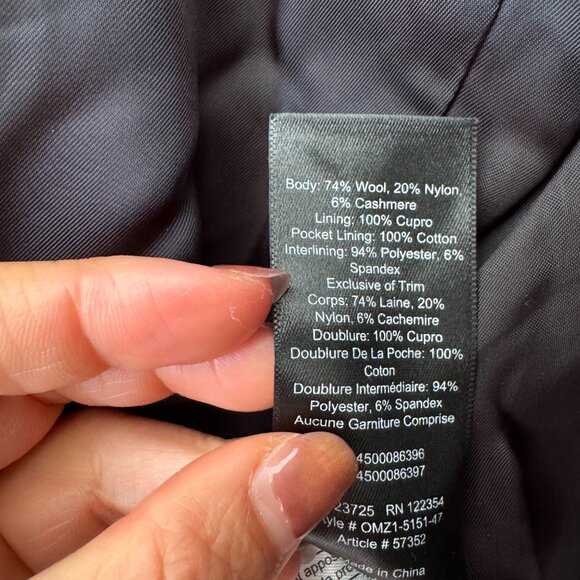 Body: 74% Wool, 20% Nylon,
6% Cashmere
Lining: 100% Cupro
Pocket Lining: 100% Cotton
Interlining: 94% Polyester, 6%
Spandex
Exclusive of Trim
Corps: 74% Laine, 20%
Nylon, 6% Cachemire
Doublure: 100% Cupro
Doublure De La Poche: 100%
Coton
Doublure Intermédiaire: 94%
Polyester, 6% Spandex
Aucune Garniture Comprise
4500086396
4500086397
23725 RN 122354
# OMZ1-5151-47
Article # 57352
Made in China